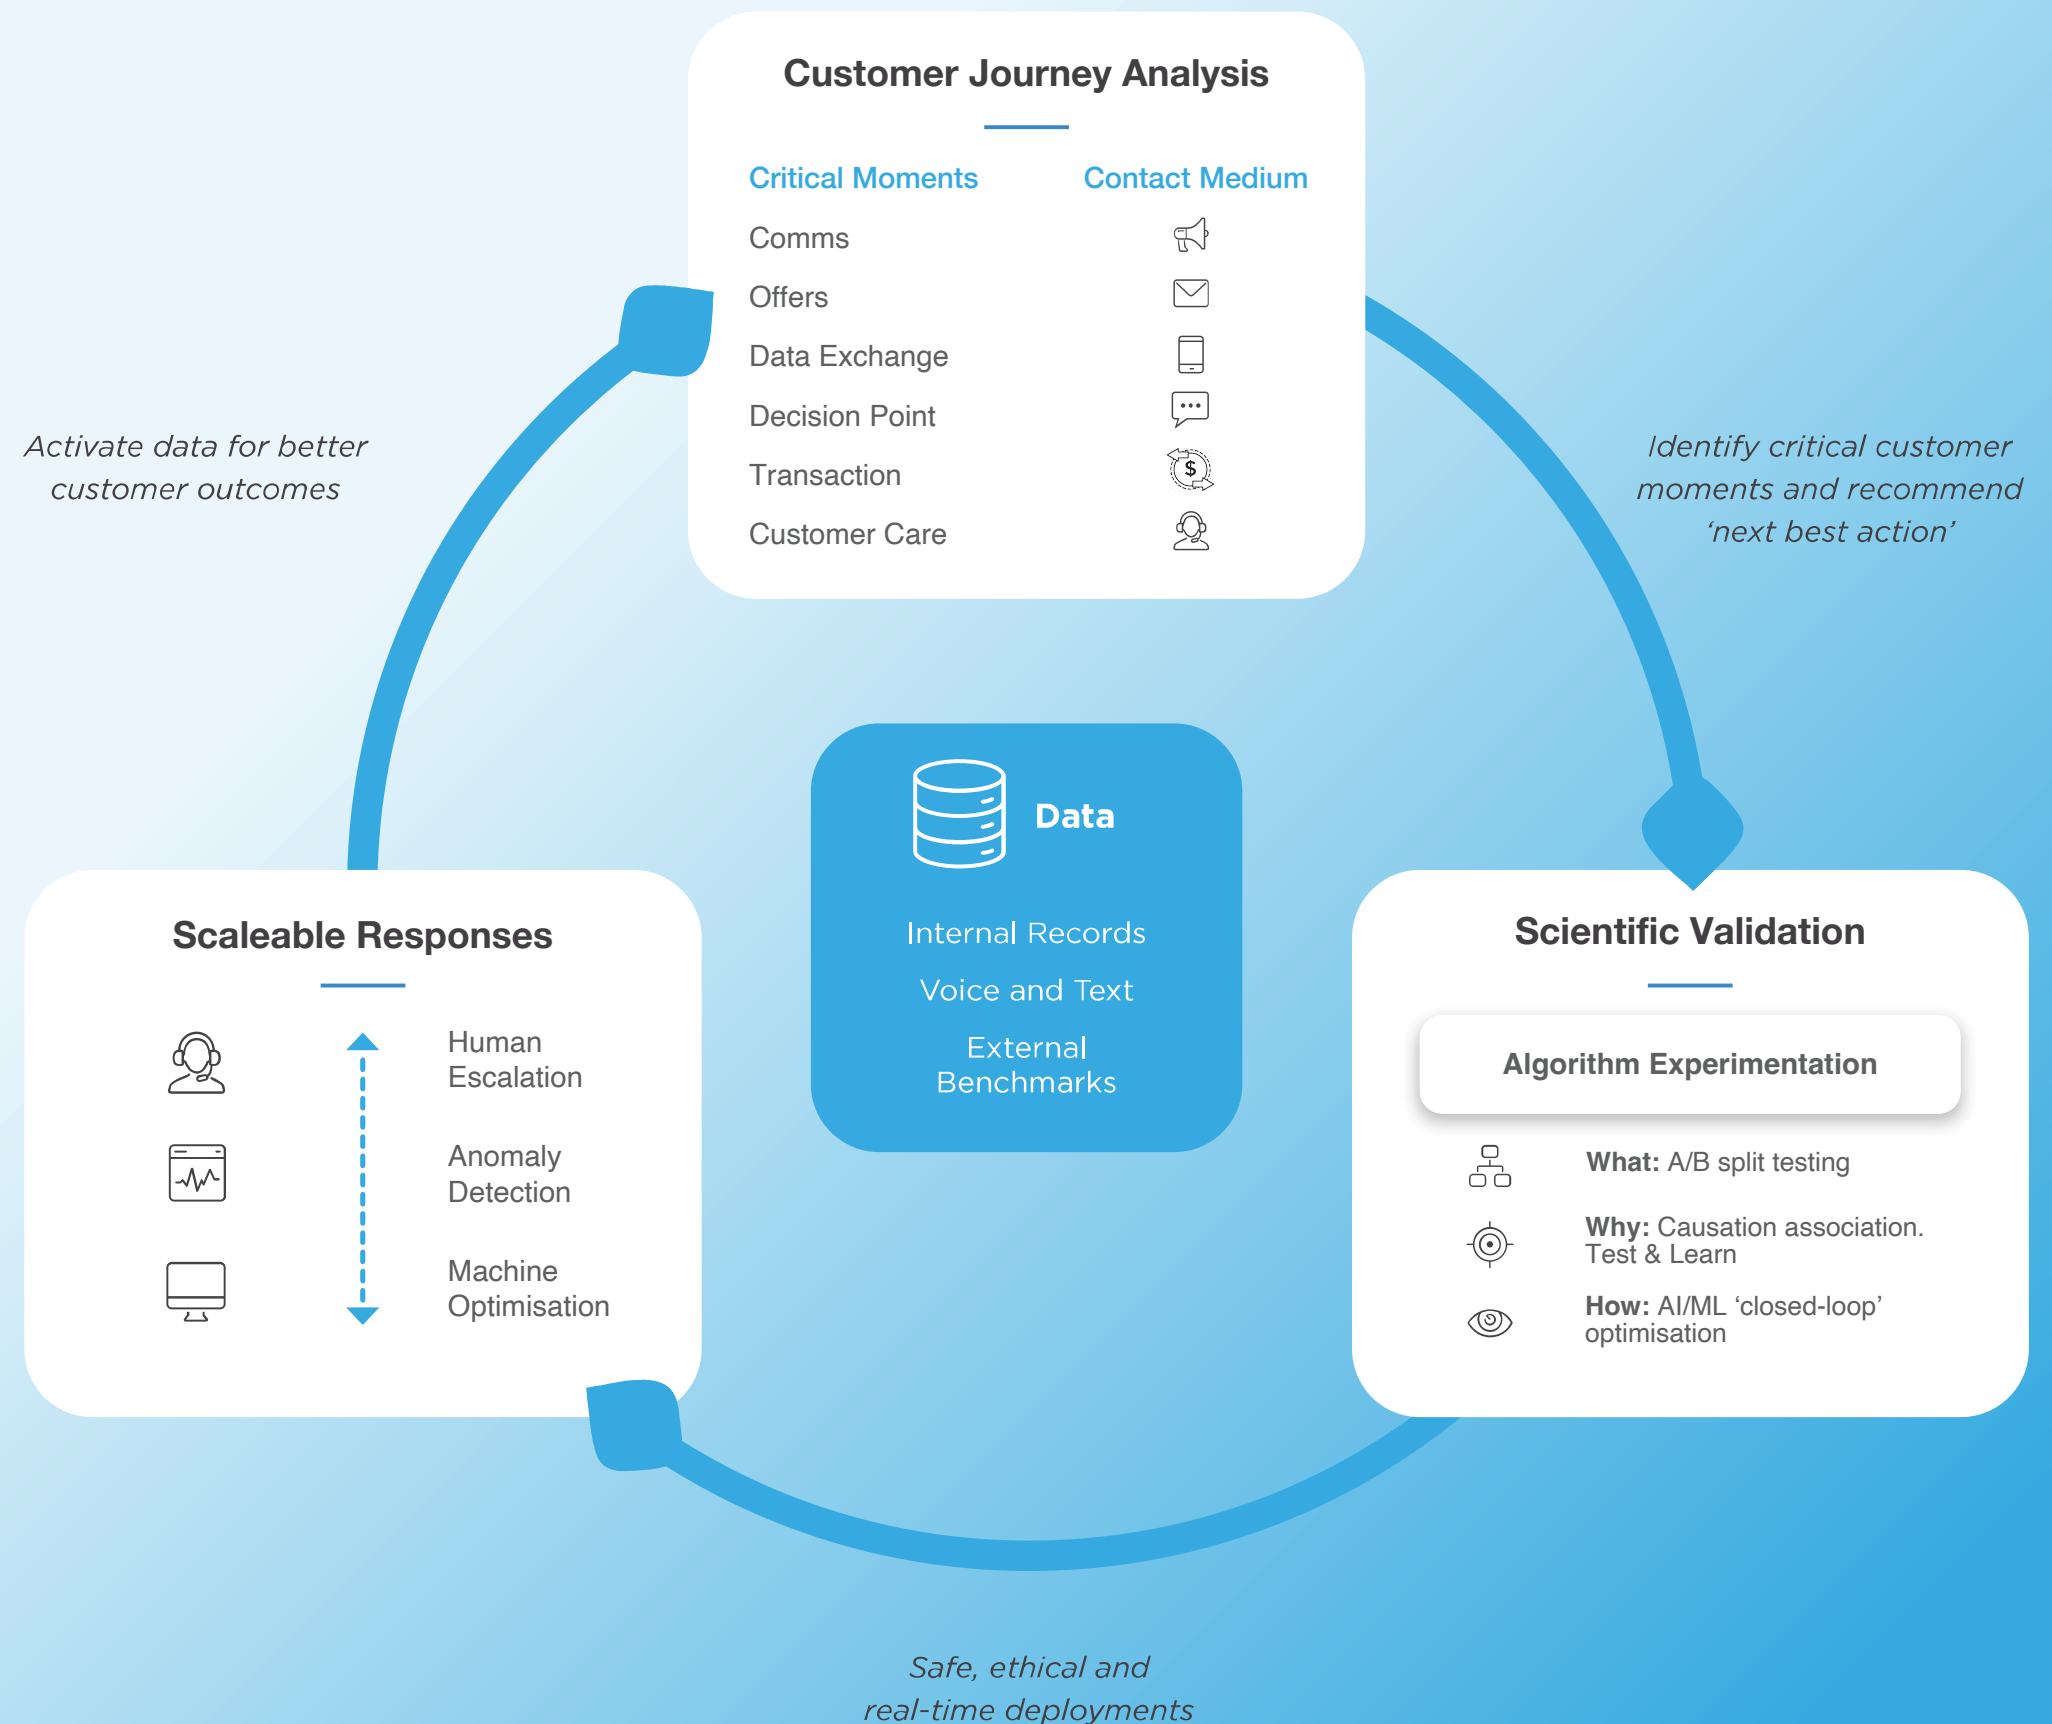 Customer Journey Analysis
Critical Moments
Contact Medium
Comms
Offers
Data Exchange
Decision Point
Transaction
$
Customer Care
Activate data for better
customer outcomes
Identify critical customer
moments and recommend
‘next best action’
Data
Internal Records
Voice and Text
External
Benchmarks
Scaleable Responses
Human
Escalation
Anomaly
Detection
Machine
Optimisation
Scientific Validation
Algorithm Experimentation
What: A/B split testing
Why: Causation association.
Test & Learn
How: AI/ML ‘closed-loop’
optimisation
Safe, ethical and
real-time deployments